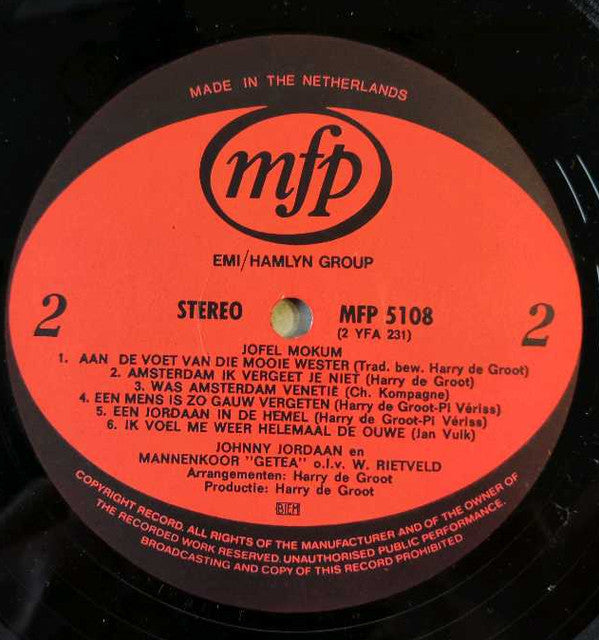 MADE IN THE NETHERLANDS
mfp
EMI/HAMLYN GROUP
2
STEREO
MFP 5108
(2 YFA 231)
2
JOFEL MOKUM
1. AAN DE VOET VAN DIE MOOIE WESTER (Trad. bew. Harry de Groot)
2. AMSTERDAM IK VERGEET JE NIET (Harry de Groot)
3. WAS AMSTERDAM VENETIË (Ch. Kompagne)
4. EEN MENS IS ZO GAUW VERGETEN (Harry de Groot-Pi Vériss)
5. EEN JORDAAN IN DE HEMEL (Harry de Groot-Pi Vériss)
6. IK VOEL ME WEER HELEMAAL DE OUWE (Jan Vulk)
JOHNNY JORDAAN en
MANNENKOOR "GETEA" o.l.v. W. RIETVELD
Arrangementen: Harry de Groot
Productie: Harry de Groot
BIEM
COPYRIGHT RECORD. ALL RIGHTS OF THE MANUFACTURER AND OF THE OWNER OF
THE RECORDED WORK RESERVED. UNAUTHORISED PUBLIC PERFORMANCE.
BROADCASTING AND COPY OF THIS RECORD PROHIBITED.